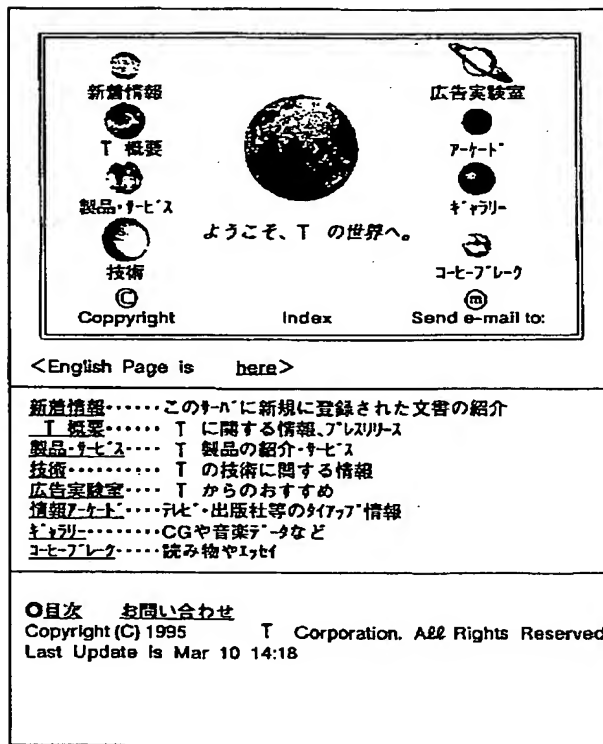 新着情報
T 概要
製品・ｻｰﾋﾞｽ
技術
Ⓒ
Coppyright
ようこそ、T の世界へ。
Index
広告実験室
ｱｰｹｰﾄﾞ
ｷﾞｬﾗﾘｰ
ｺｰﾋｰﾌﾞﾚｰｸ
ⓜ
Send e-mail to:
<English Page is here>
新着情報・・・・・・このｻｰﾊﾞに新規に登録された文書の紹介
T 概要・・・・・・ T に関する情報、ﾌﾟﾚｽﾘﾘｰｽ
製品・ｻｰﾋﾞｽ・・・・ T 製品の紹介・ｻｰﾋﾞｽ
技術・・・・・・・・・ T の技術に関する情報
広告実験室・・・・ T からのおすすめ
情報ｱｰｹｰﾄﾞ・・・・ﾃﾚﾋﾞ・出版社等のﾀｲｱｯﾌﾟ情報
ｷﾞｬﾗﾘｰ・・・・・・・・CGや音楽ﾃﾞｰﾀなど
ｺｰﾋｰﾌﾞﾚｰｸ・・・・・読み物やｴｯｾｲ
○目次 お問い合わせ
Copyright (C) 1995 T Corporation. All Rights Reserved
Last Update is Mar 10 14:18